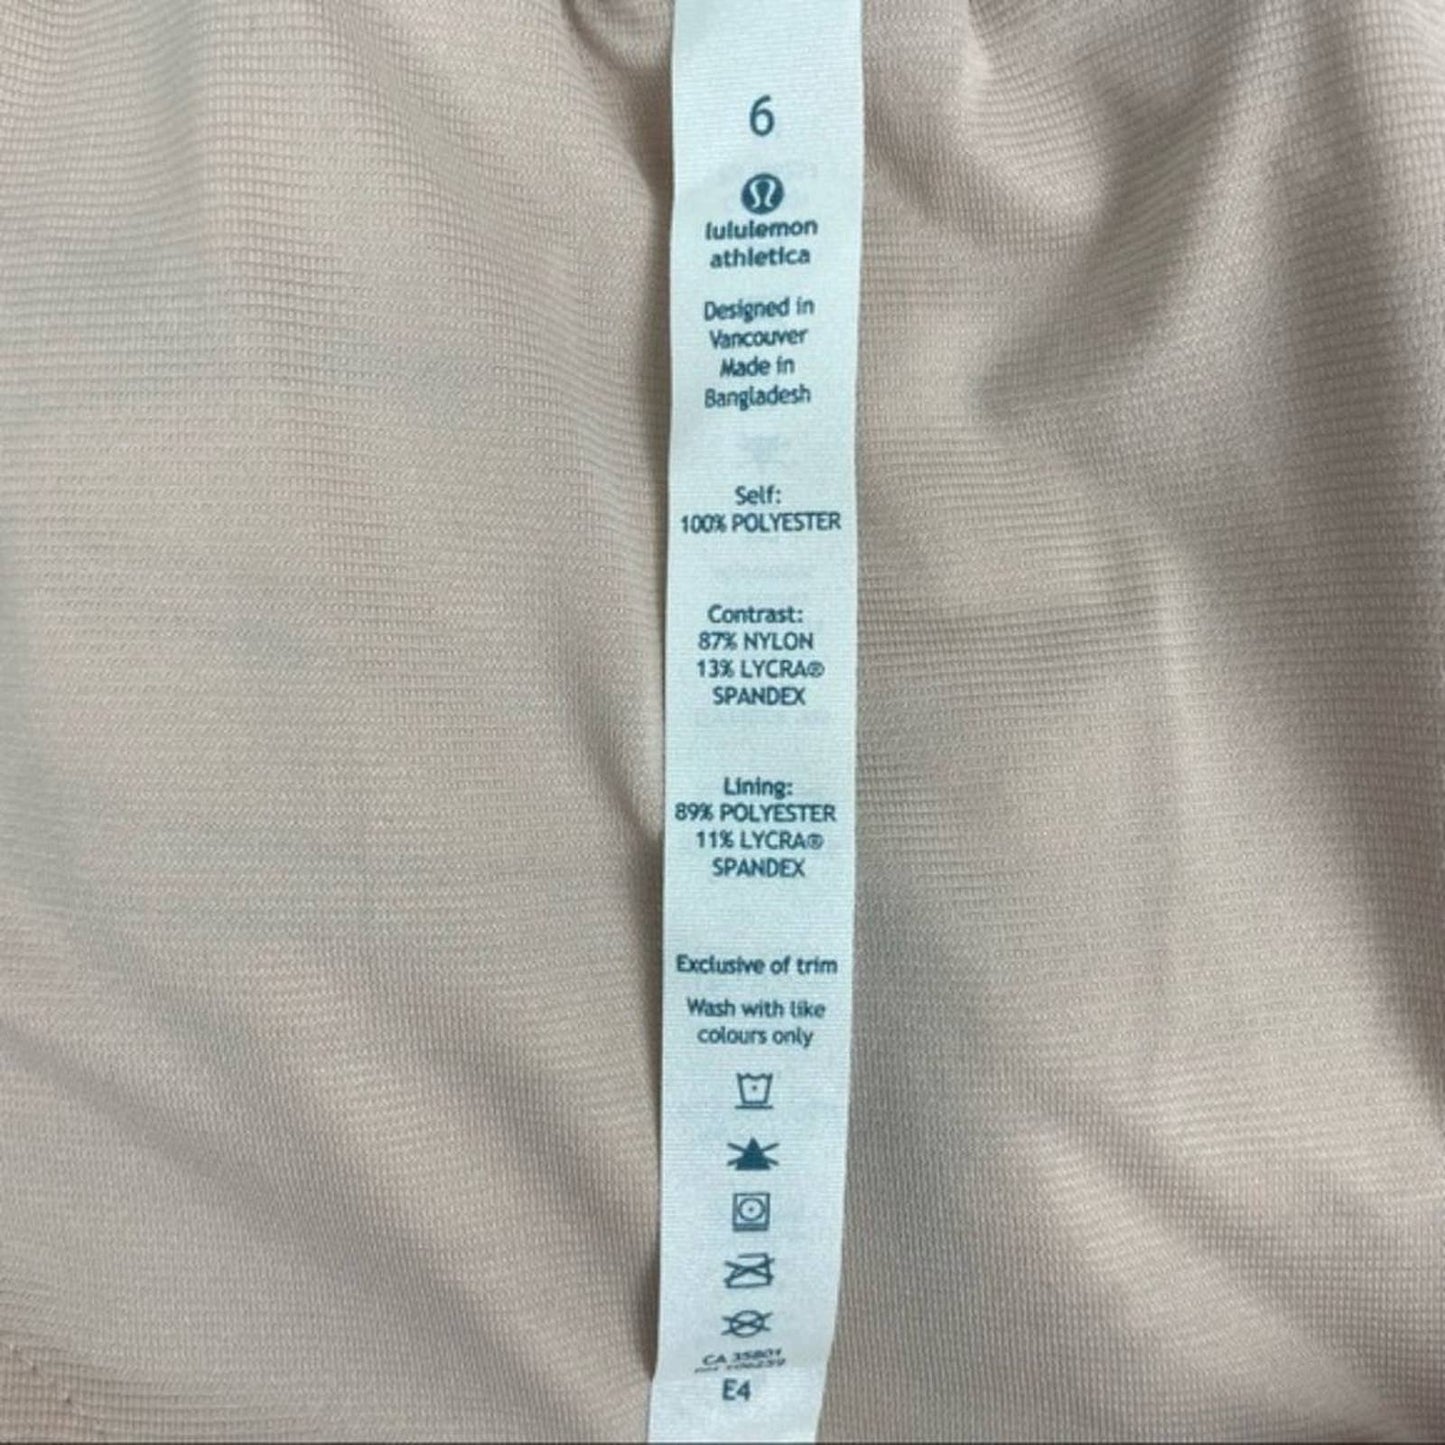 6
lululemon
athletica
Designed in
Vancouver
Made in
Bangladesh
Self:
100% POLYESTER
Contrast:
87% NYLON
13% LYCRA®
SPANDEX
Lining:
89% POLYESTER
11% LYCRA®
SPANDEX
Exclusive of trim
Wash with like
colours only
CA 35801
E4